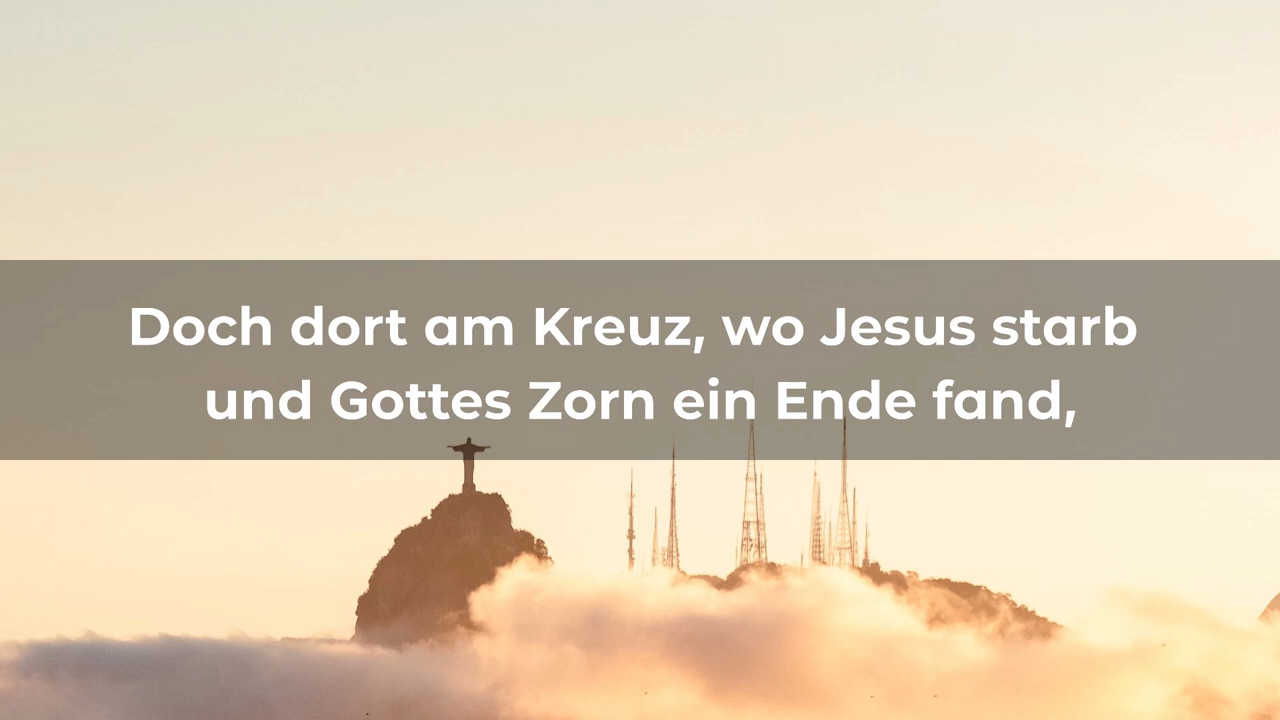 Doch dort am Kreuz, wo Jesus starb
und Gottes Zorn ein Ende fand,